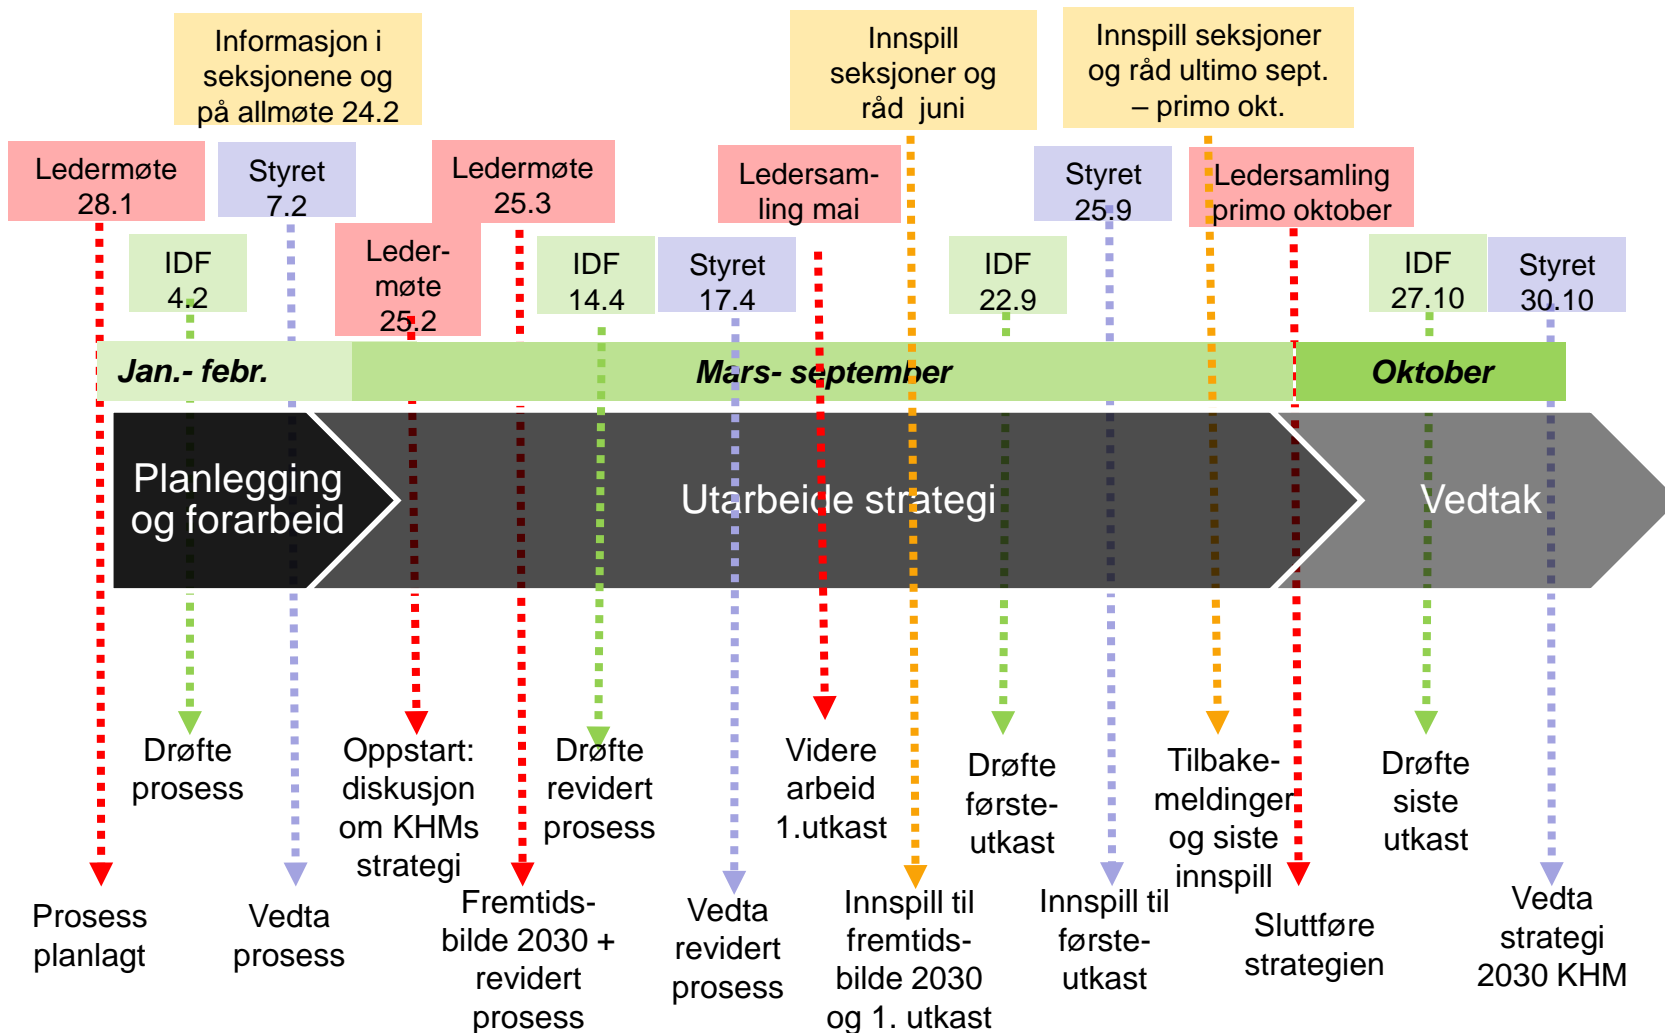 Informasjon i
seksjonene og
på allmøte 24.2
Innspill
seksjoner og
råd juni
Innspill seksjoner
og råd ultimo sept.
– primo okt.
Ledermøte
28.1
Styret
7.2
Ledermøte
25.3
Ledersam-
ling mai
Styret
25.9
Ledersamling
primo oktober
IDF
4.2
Leder-
møte
25.2
IDF
14.4
Styret
17.4
IDF
22.9
IDF
27.10
Styret
30.10
Jan.- febr.
Mars- september
Oktober
Planlegging
og forarbeid
Utarbeide strategi
Vedtak
Drøfte
prosess
Oppstart:
diskusjon
om KHMs
strategi
Drøfte
revidert
prosess
Videre
arbeid
1.utkast
Drøfte
første-
utkast
Tilbake-
meldinger
og siste
innspill
Drøfte
siste
utkast
Prosess
planlagt
Vedta
prosess
Fremtids-
bilde 2030 +
revidert
prosess
Vedta
revidert
prosess
Innspill til
fremtids-
bilde 2030
og 1. utkast
Innspill til
første-
utkast
Sluttføre
strategien
Vedta
strategi
2030 KHM